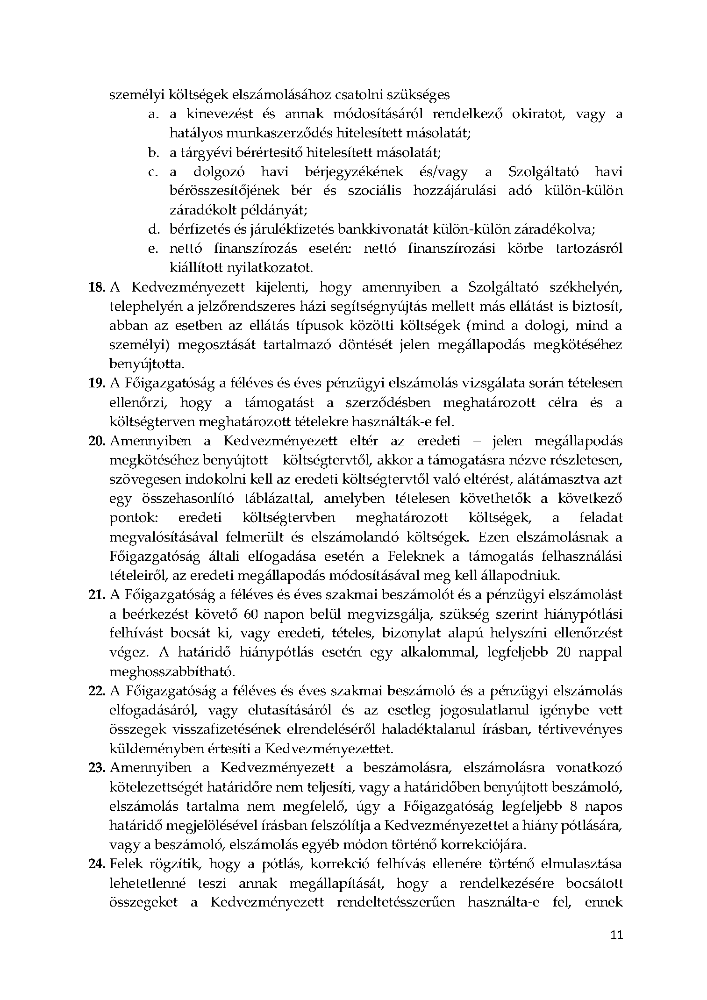 személyi költségek elszámolásához csatolni szükséges
a. a kinevezést és annak módosításáról rendelkező okiratot, vagy a
hatályos munkaszerződés hitelesített másolatát;
b. a tárgyévi bérértesítő hitelesített másolatát;
c. a dolgozó havi bérjegyzékének és/vagy a Szolgáltató havi
bérösszesítőjének bér és szociális hozzájárulási adó külön-külön
záradékolt példányát;
d. bérfizetés és járulékfizetés bankkivonatát külön-külön záradékolva;
e. nettó finanszírozás esetén: nettó finanszírozási körbe tartozásról
kiállított nyilatkozatot.
18. A Kedvezményezett kijelenti, hogy amennyiben a Szolgáltató székhelyén,
telephelyén a jelzőrendszeres házi segítségnyújtás mellett más ellátást is biztosít,
abban az esetben az ellátás típusok közötti költségek (mind a dologi, mind a
személyi) megosztását tartalmazó döntését jelen megállapodás megkötéséhez
benyújtotta.
19. A Főigazgatóság a féléves és éves pénzügyi elszámolás vizsgálata során tételesen
ellenőrzi, hogy a támogatást a szerződésben meghatározott célra és a
költségterven meghatározott tételekre használták-e fel.
20. Amennyiben a Kedvezményezett eltér az eredeti – jelen megállapodás
megkötéséhez benyújtott – költségtervtől, akkor a támogatásra nézve részletesen,
szövegesen indokolni kell az eredeti költségtervtől való eltérést, alátámasztva azt
egy összehasonlító táblázattal, amelyben tételesen követhetők a következő
pontok: eredeti költségtervben meghatározott költségek, a feladat
megvalósításával felmerült és elszámolandó költségek. Ezen elszámolásnak a
Főigazgatóság általi elfogadása esetén a Feleknek a támogatás felhasználási
tételeiről, az eredeti megállapodás módosításával meg kell állapodniuk.
21. A Főigazgatóság a féléves és éves szakmai beszámolót és a pénzügyi elszámolást
a beérkezést követő 60 napon belül megvizsgálja, szükség szerint hiánypótlási
felhívást bocsát ki, vagy eredeti, tételes, bizonylat alapú helyszíni ellenőrzést
végez. A határidő hiánypótlás esetén egy alkalommal, legfeljebb 20 nappal
meghosszabbítható.
22. A Főigazgatóság a féléves és éves szakmai beszámoló és a pénzügyi elszámolás
elfogadásáról, vagy elutasításáról és az esetleg jogosulatlanul igénybe vett
összegek visszafizetésének elrendeléséről haladéktalanul írásban, tértivevényes
küldeményben értesíti a Kedvezményezettet.
23. Amennyiben a Kedvezményezett a beszámolásra, elszámolásra vonatkozó
kötelezettségét határidőre nem teljesíti, vagy a határidőben benyújtott beszámoló,
elszámolás tartalma nem megfelelő, úgy a Főigazgatóság legfeljebb 8 napos
határidő megjelölésével írásban felszólítja a Kedvezményezettet a hiány pótlására,
vagy a beszámoló, elszámolás egyéb módon történő korrekciójára.
24. Felek rögzítik, hogy a pótlás, korrekció felhívás ellenére történő elmulasztása
lehetetlenné teszi annak megállapítását, hogy a rendelkezésére bocsátott
összegeket a Kedvezményezett rendeltetésszerűen használta-e fel, ennek
11